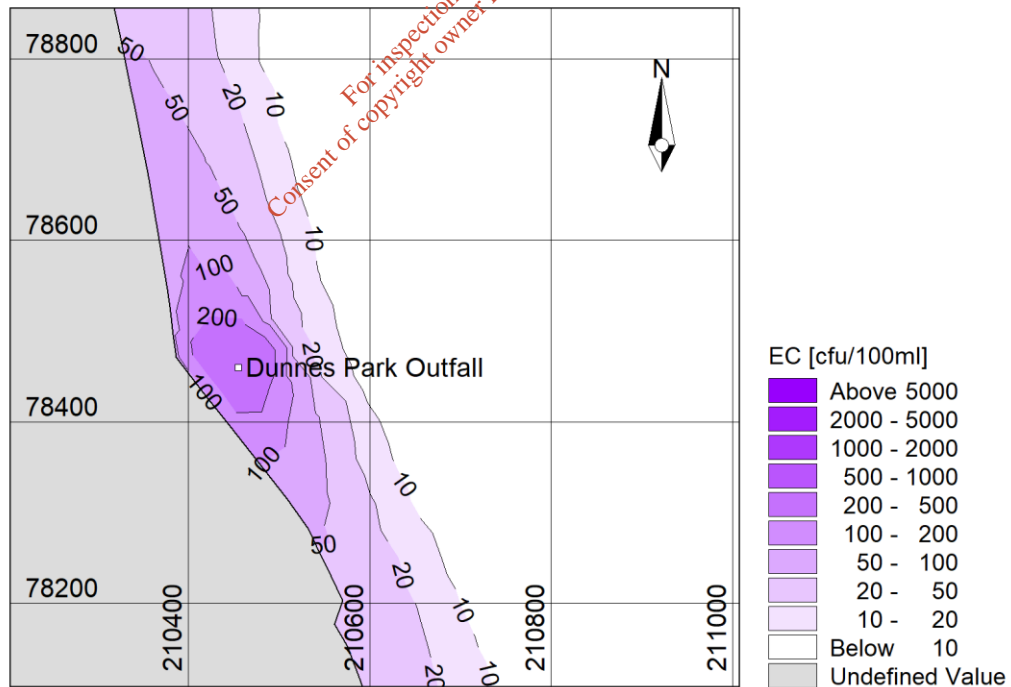 For inspection
Consent of copyright owner
N
78800
78600
78400
78200
210400
210600
210800
211000
50
20
10
50
20
10
50
10
100
200
20
Dunnes Park Outfall
100
100
10
50
20
10
20
10
EC [cfu/100ml]
Above 5000
2000 - 5000
1000 - 2000
500 - 1000
200 - 500
100 - 200
50 - 100
20 - 50
10 - 20
Below 10
Undefined Value